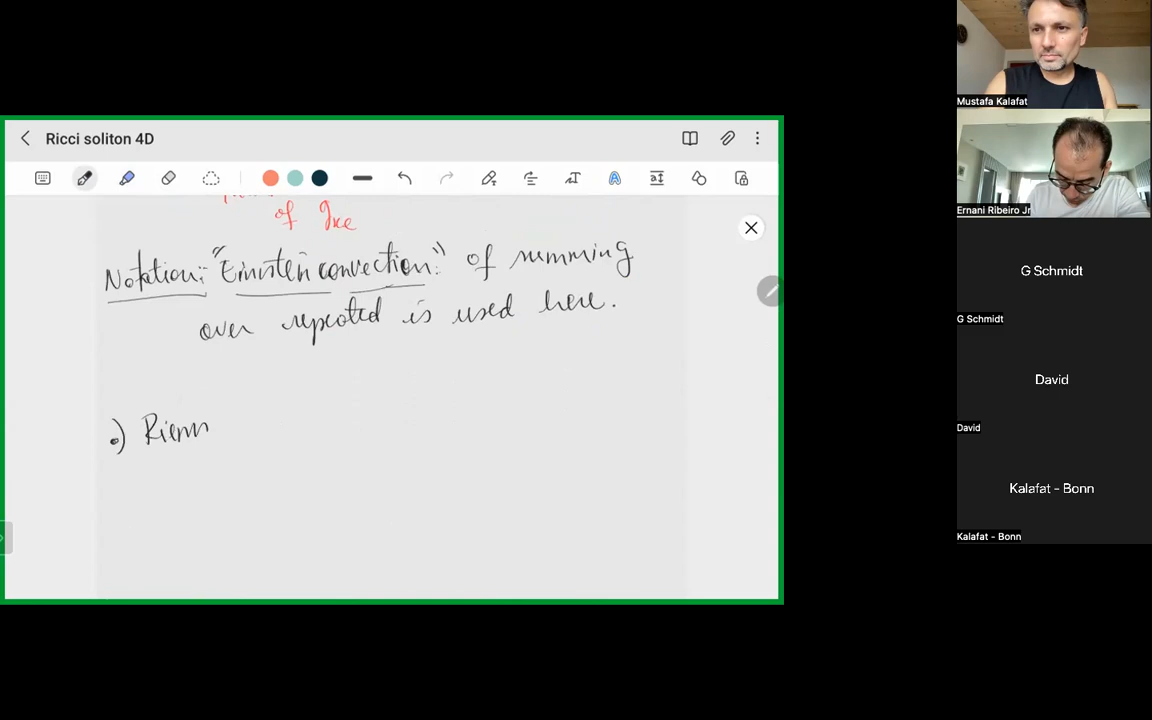 Ricci soliton 4D
of gke
Notation: "Einstein convection" of summing
over repeated is used here.
•) Riem
Mustafa Kalafat
Ernani Ribeiro Jr
G Schmidt
G Schmidt
David
David
Kalafat - Bonn
Kalafat - Bonn